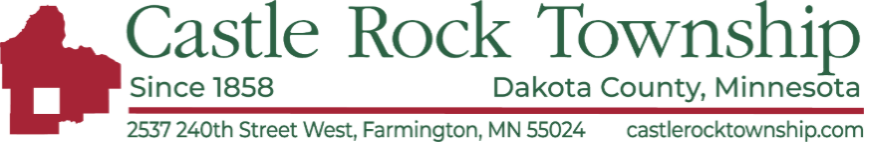 Castle Rock Township
Since 1858 Dakota County, Minnesota
2537 240th Street West, Farmington, MN 55024 castlerocktownship.com